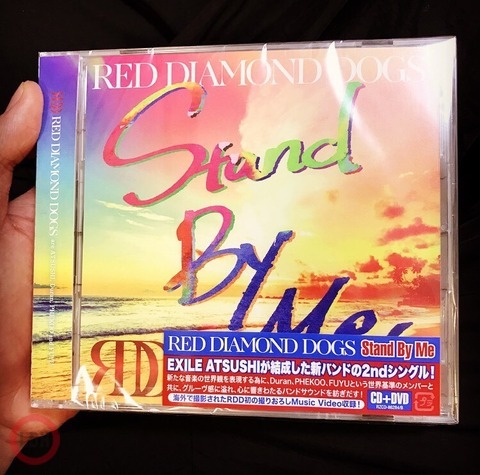 RED DIAMOND DOGS
Stand
By
Me
RDD
RED DIAMOND DOGS Stand By Me
EXILE ATSUSHIが結成した新バンドの2ndシングル!
新たな音楽の世界観を表現する為に、Duran、PHEKOO、FUYUという世界基準のメンバーと
共に、グルーヴ感に溢れ、心に響きわたるバンドサウンドを紡ぎだす!
海外で撮影されたRDD初の撮りおろしMusic Video収録!
CD+DVD
RED DIAMOND DOGS